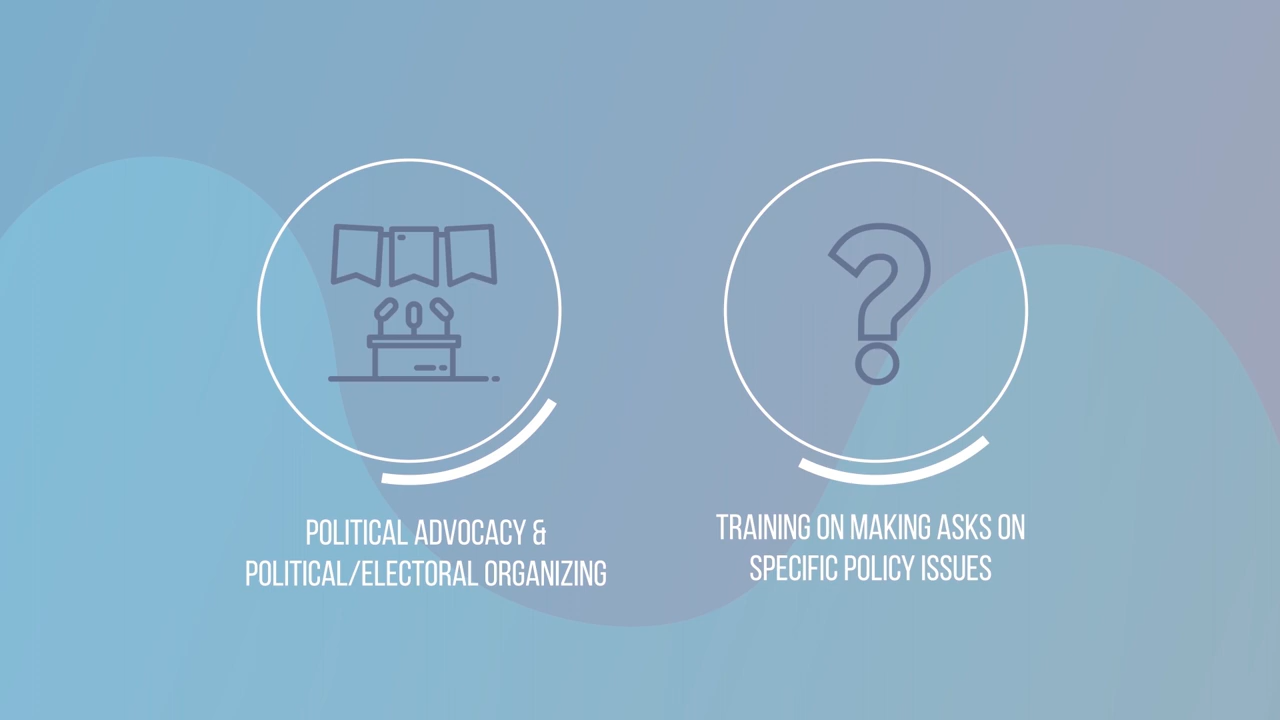 POLITICAL ADVOCACY &
POLITICAL/ELECTORAL ORGANIZING
TRAINING ON MAKING ASKS ON
SPECIFIC POLICY ISSUES